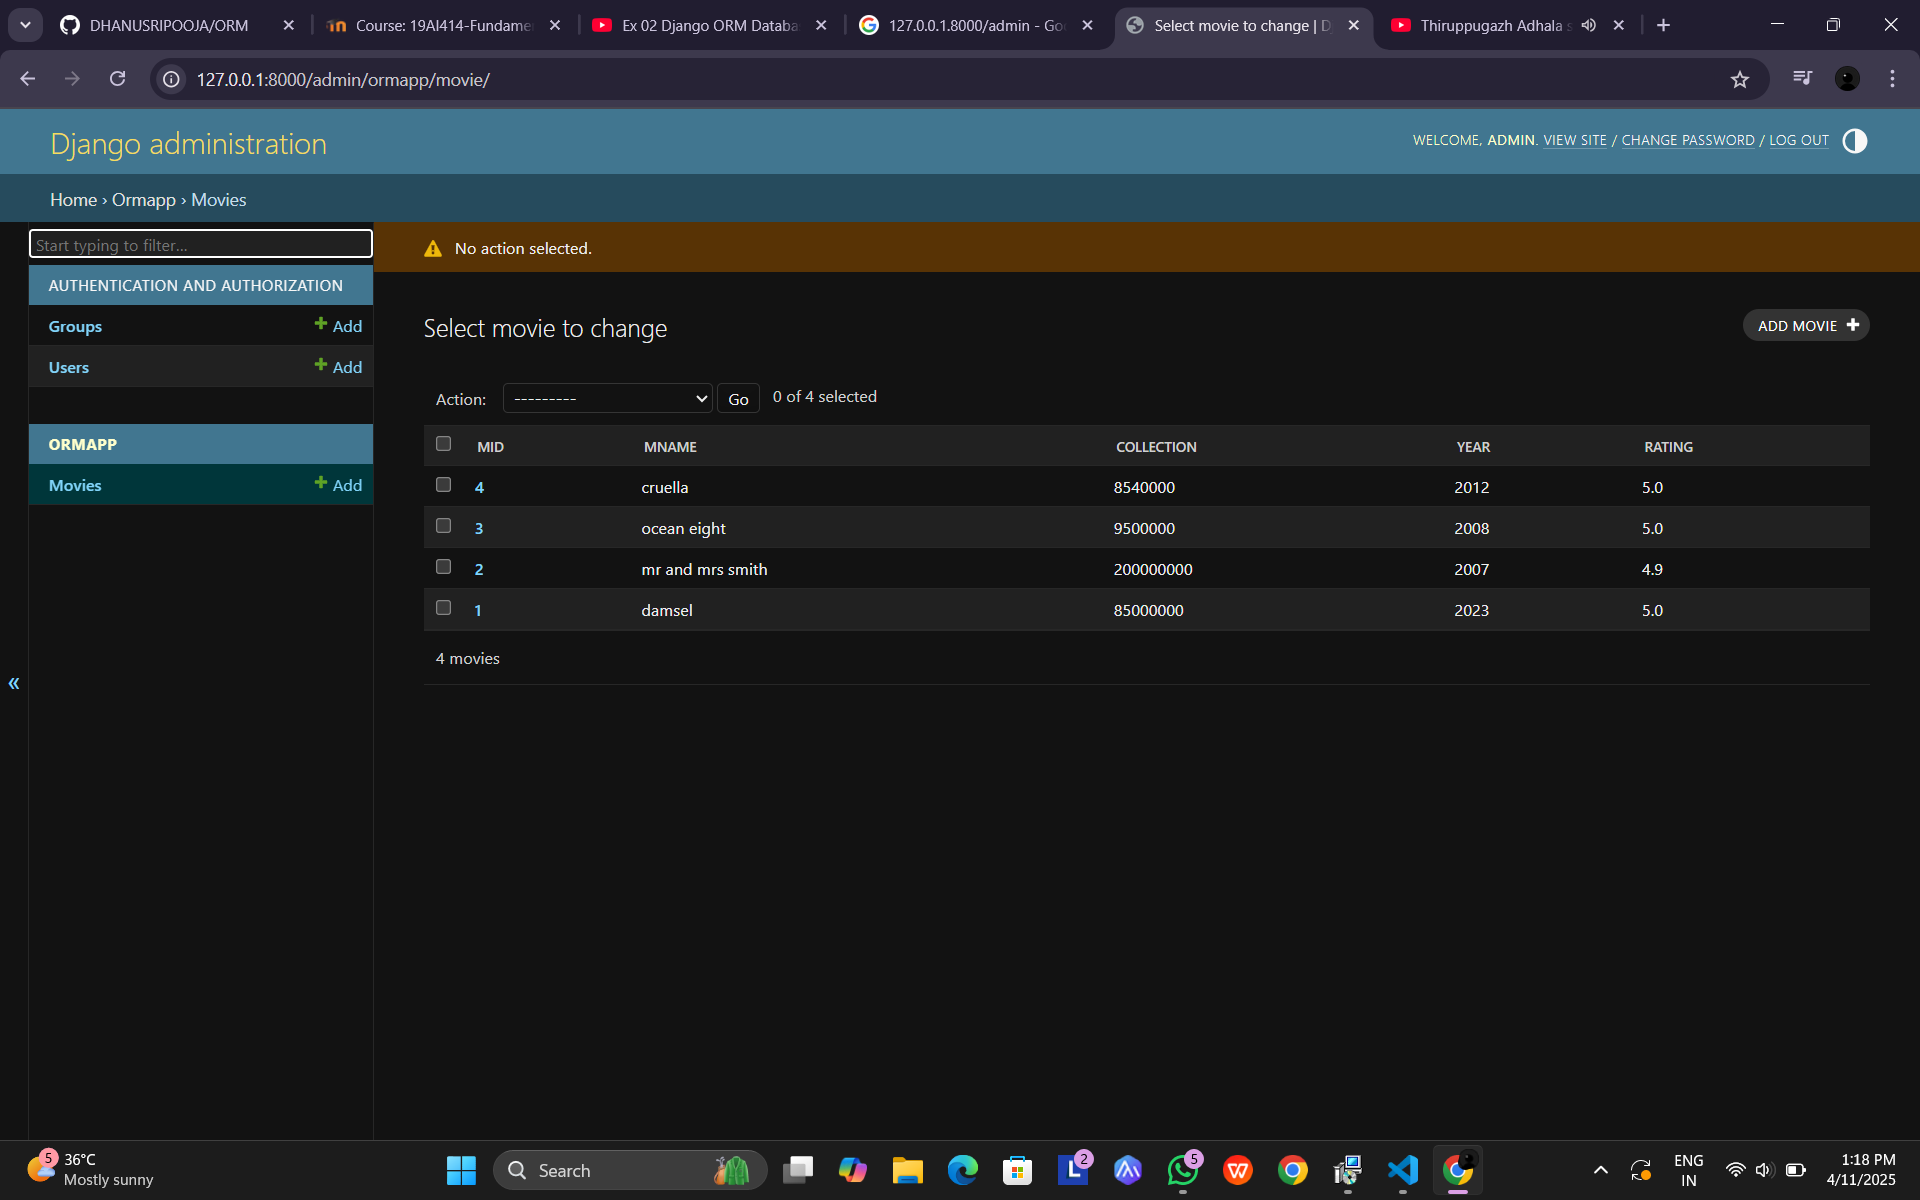 DHANUSRIPOOJA/ORM
Course: 19AI414-Fundame
Ex 02 Django ORM Databa
127.0.0.1:8000/admin - Go
Select movie to change | D
Thiruppugazh Adhala s
127.0.0.1:8000/admin/ormapp/movie/
Django administration
WELCOME, ADMIN. VIEW SITE / CHANGE PASSWORD / LOG OUT
Home › Ormapp › Movies
Start typing to filter...
No action selected.
AUTHENTICATION AND AUTHORIZATION
Groups Add
Users Add
ORMAPP
Movies Add
Select movie to change
ADD MOVIE
Action: --------- Go 0 of 4 selected
MID MNAME COLLECTION YEAR RATING
4 cruella 8540000 2012 5.0
3 ocean eight 9500000 2008 5.0
2 mr and mrs smith 200000000 2007 4.9
1 damsel 85000000 2023 5.0
4 movies
«
5
36°C
Mostly sunny
Search
L 2
5
W
ENG
IN
1:18 PM
4/11/2025